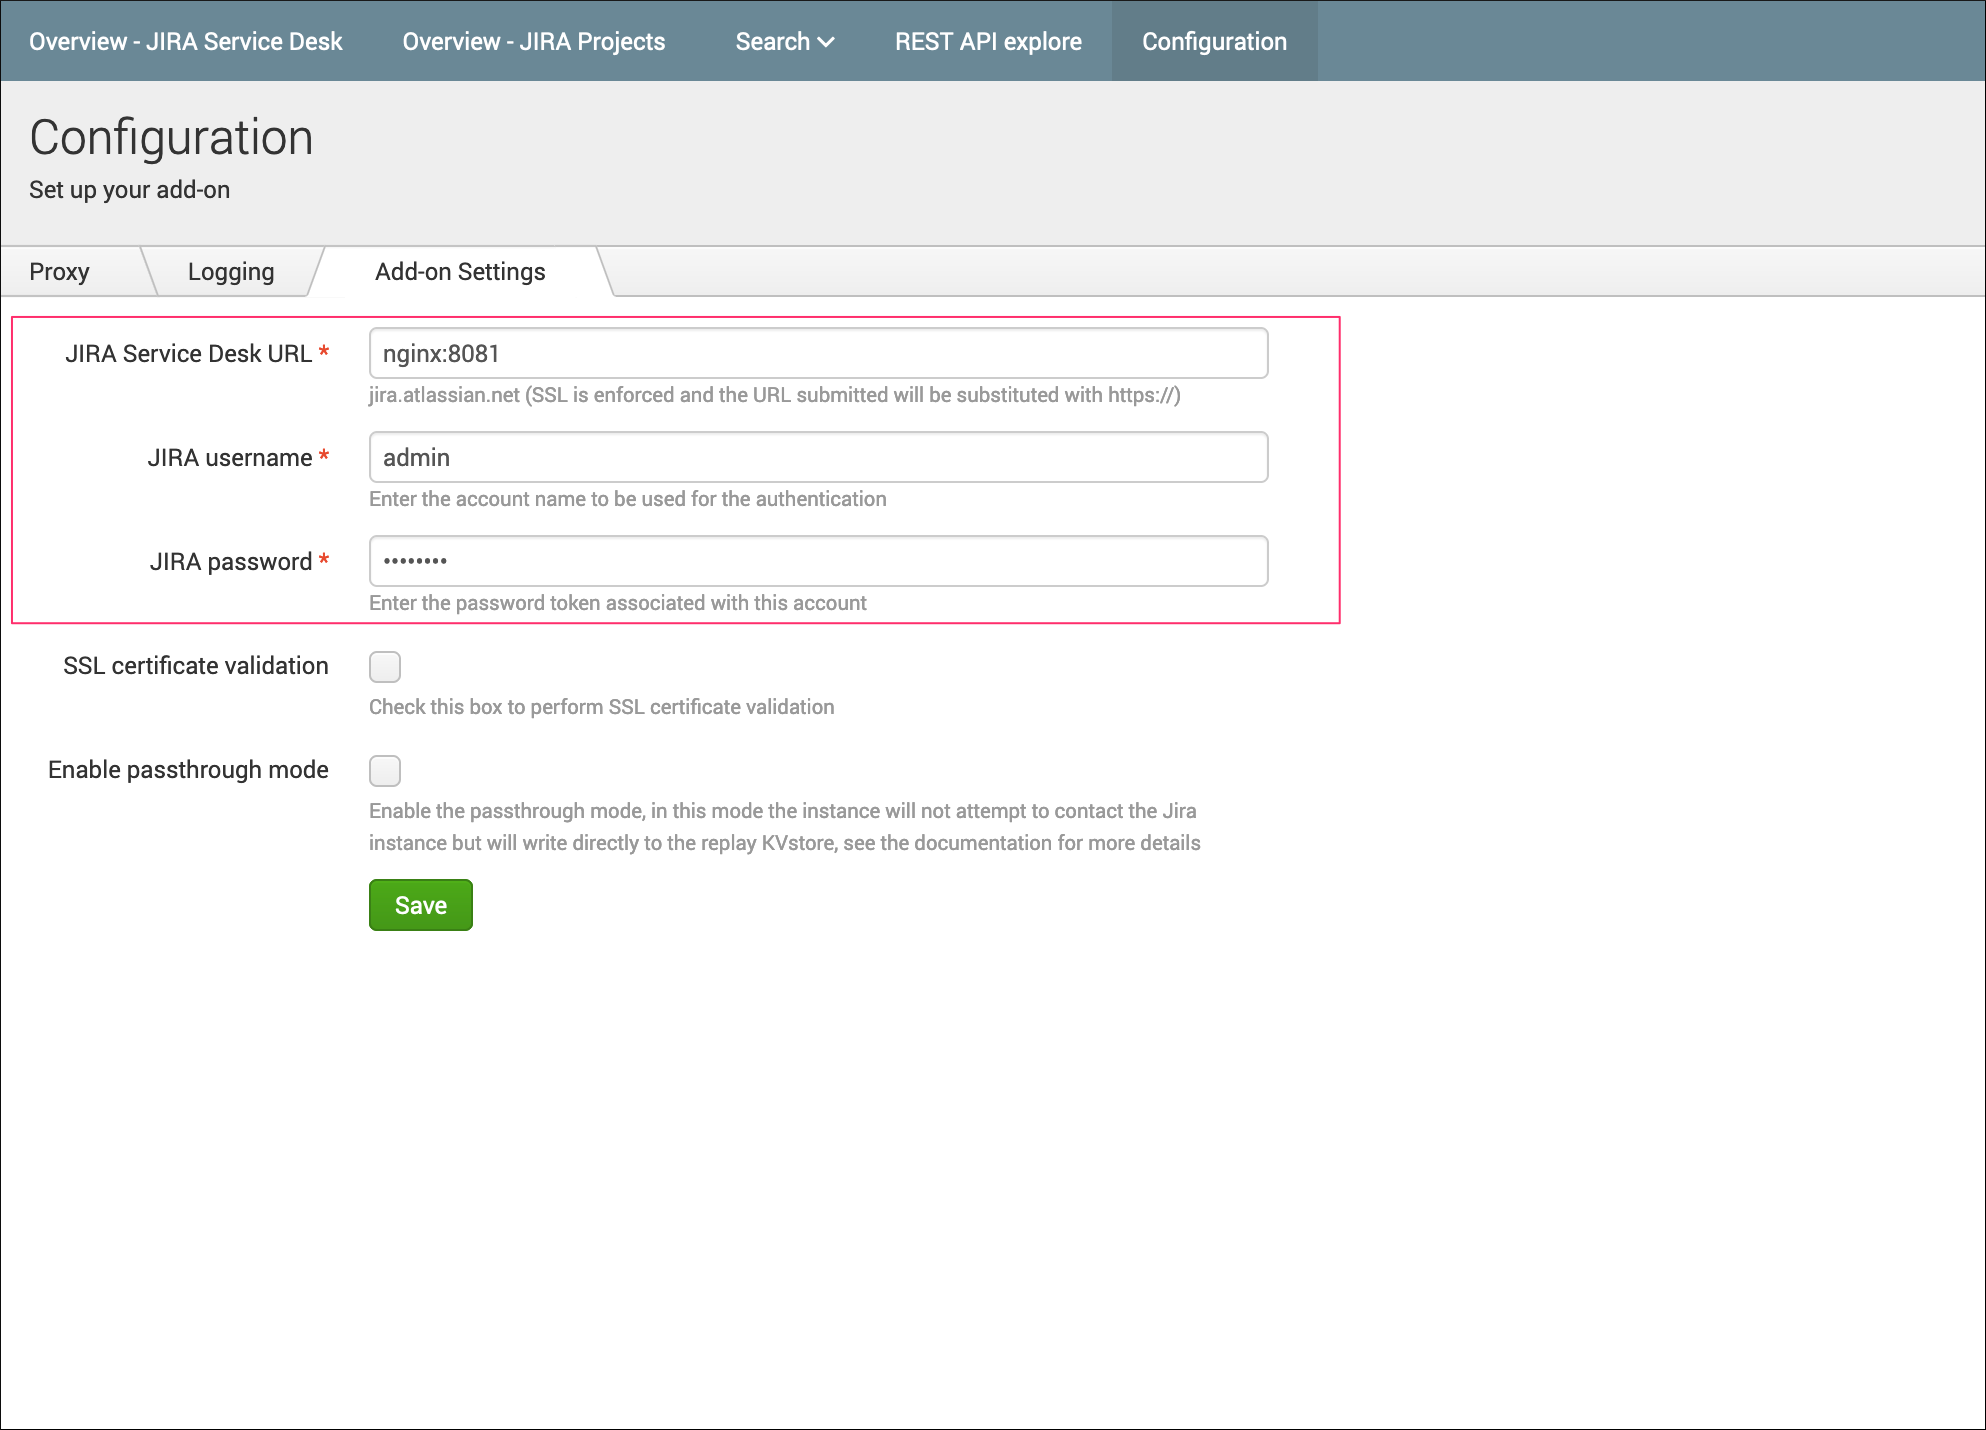 Overview - JIRA Service Desk Overview - JIRA Projects Search REST API explore Configuration
Configuration
Set up your add-on
Proxy Logging Add-on Settings
JIRA Service Desk URL * nginx:8081
jira.atlassian.net (SSL is enforced and the URL submitted will be substituted with https://)
JIRA username * admin
Enter the account name to be used for the authentication
JIRA password * ••••••••
Enter the password token associated with this account
SSL certificate validation
Check this box to perform SSL certificate validation
Enable passthrough mode
Enable the passthrough mode, in this mode the instance will not attempt to contact the Jira
instance but will write directly to the replay KVstore, see the documentation for more details
Save